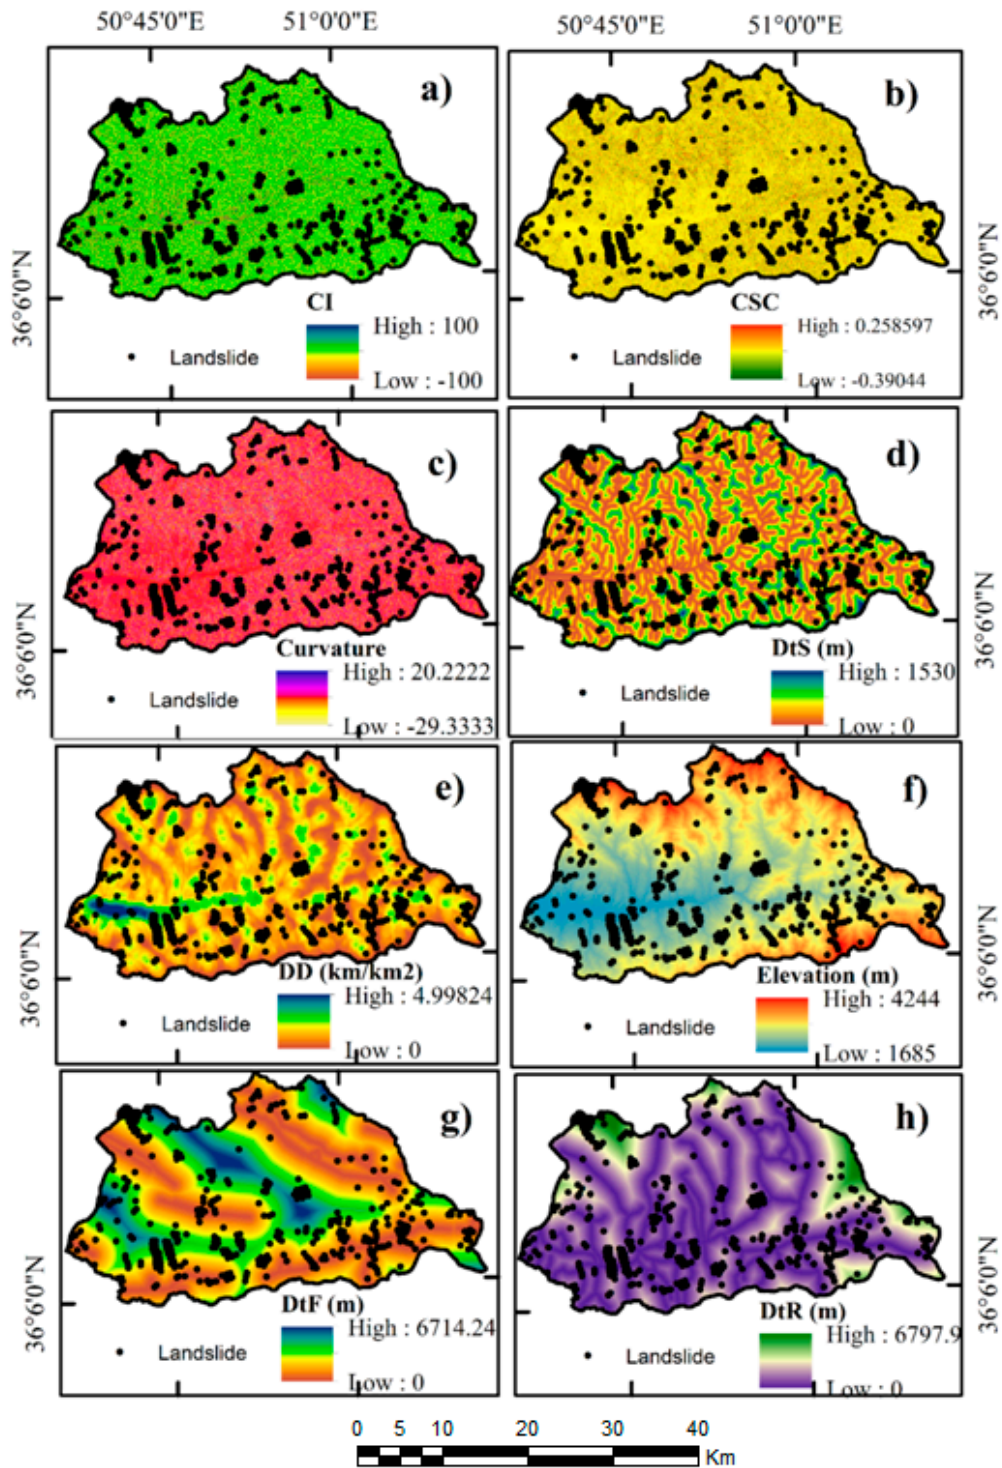 50°45'0"E 51°0'0"E 50°45'0"E 51°0'0"E
a)
36°6'0"N
CI
High : 100
Landslide
Low : -100
b)
36°6'0"N
CSC
High : 0.258597
Landslide
Low : -0.39044
c)
36°6'0"N
Curvature
High : 20.2222
Landslide
Low : -29.3333
d)
36°6'0"N
DtS (m)
High : 1530
Landslide
Low : 0
e)
36°6'0"N
DD (km/km2)
High : 4.99824
Landslide
Low : 0
f)
36°6'0"N
Elevation (m)
High : 4244
Landslide
Low : 1685
g)
36°6'0"N
DtF (m)
High : 6714.24
Landslide
Low : 0
h)
36°6'0"N
DtR (m)
High : 6797.9
Landslide
Low : 0
0 5 10 20 30 40
Km